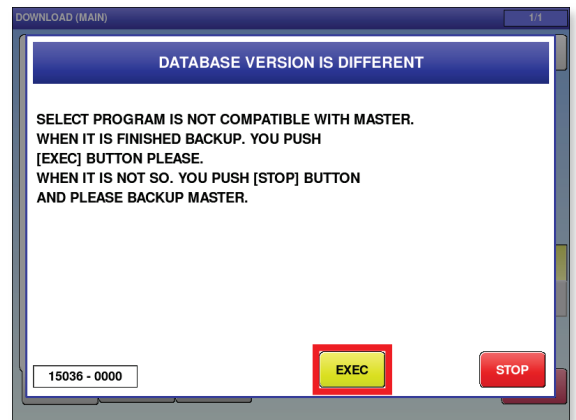 DOWNLOAD (MAIN) 1/1
DATABASE VERSION IS DIFFERENT
SELECT PROGRAM IS NOT COMPATIBLE WITH MASTER.
WHEN IT IS FINISHED BACKUP. YOU PUSH
[EXEC] BUTTON PLEASE.
WHEN IT IS NOT SO. YOU PUSH [STOP] BUTTON
AND PLEASE BACKUP MASTER.
15036 - 0000
EXEC
STOP